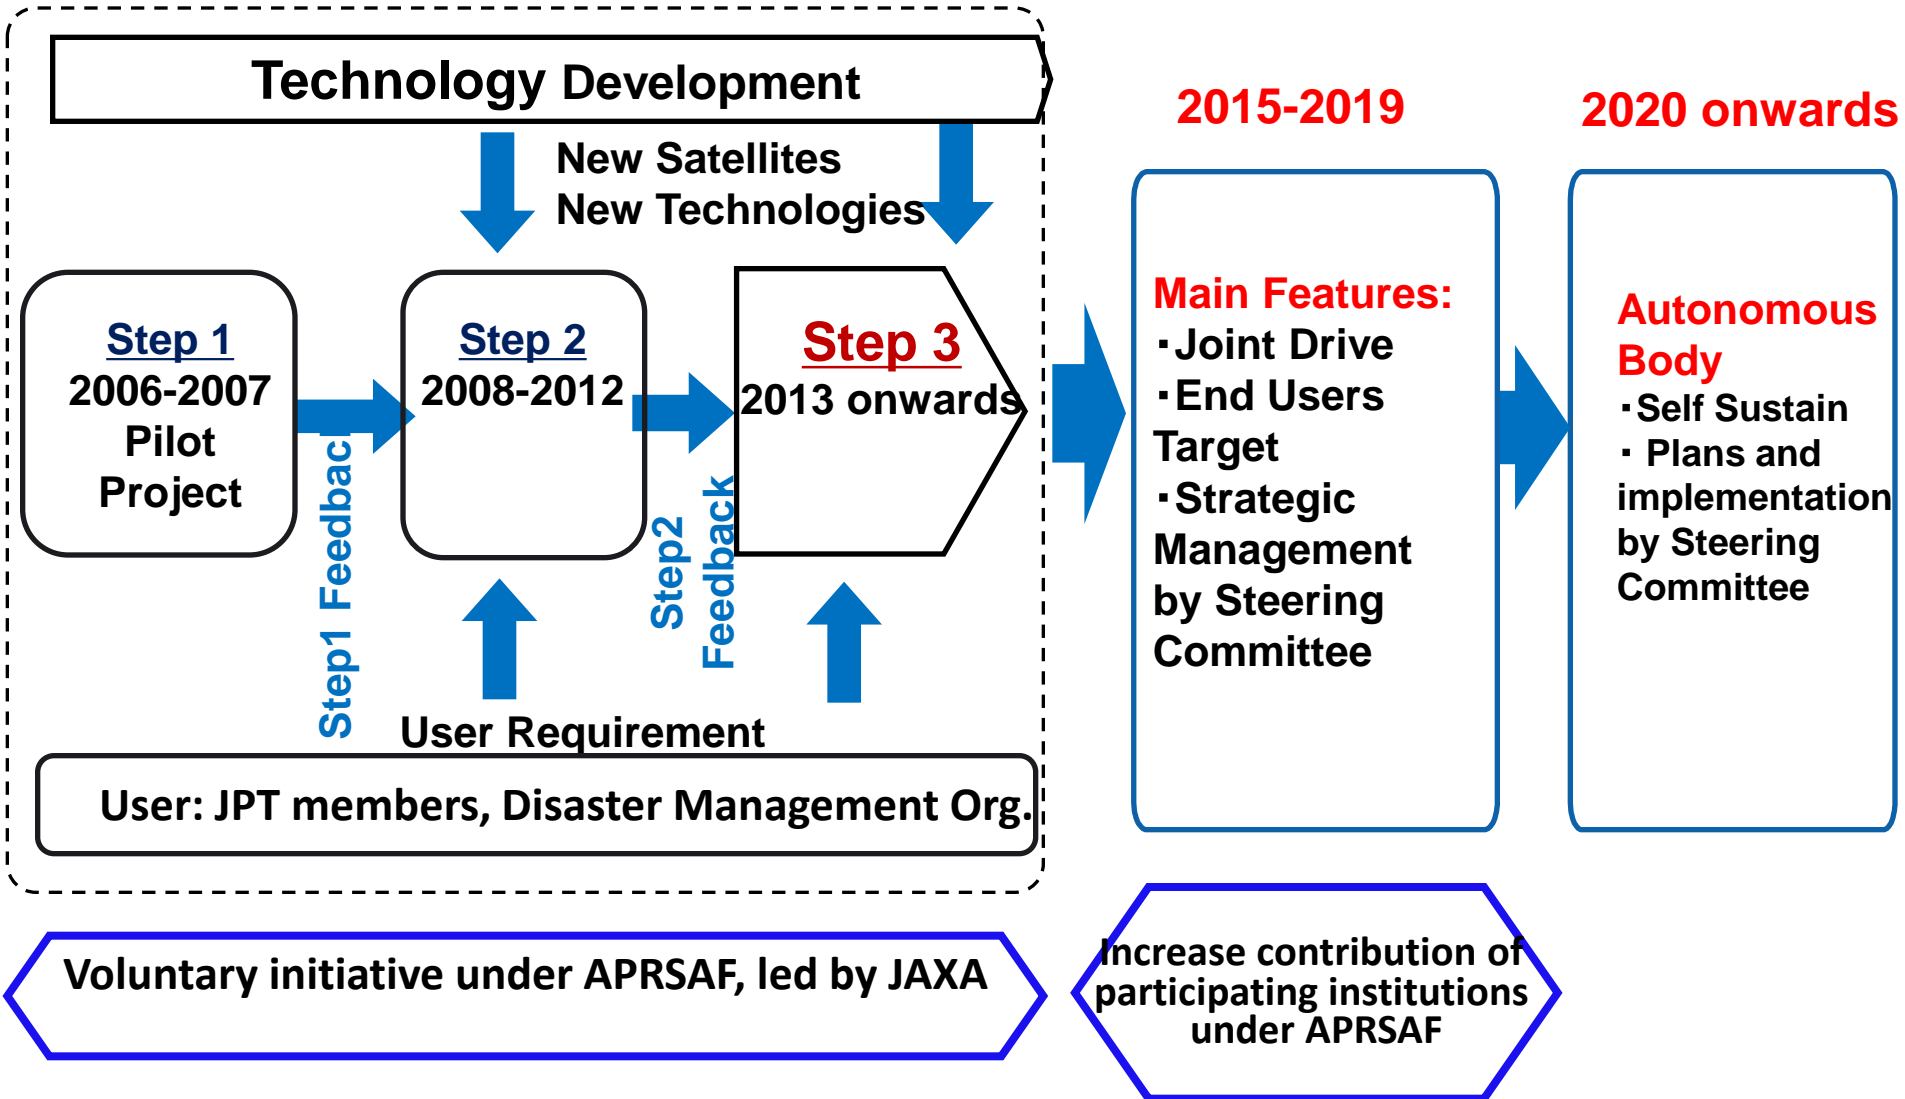 Technology Development
New Satellites
New Technologies
Step 1
2006-2007
Pilot
Project
Step1 Feedback
Step 2
2008-2012
Step2
Feedback
Step 3
2013 onwards
User Requirement
User: JPT members, Disaster Management Org.
Voluntary initiative under APRSAF, led by JAXA
2015-2019
Main Features:
▪Joint Drive
▪End Users
Target
▪Strategic
Management
by Steering
Committee
Increase contribution of
participating institutions
under APRSAF
2020 onwards
Autonomous
Body
▪Self Sustain
▪ Plans and
implementation
by Steering
Committee